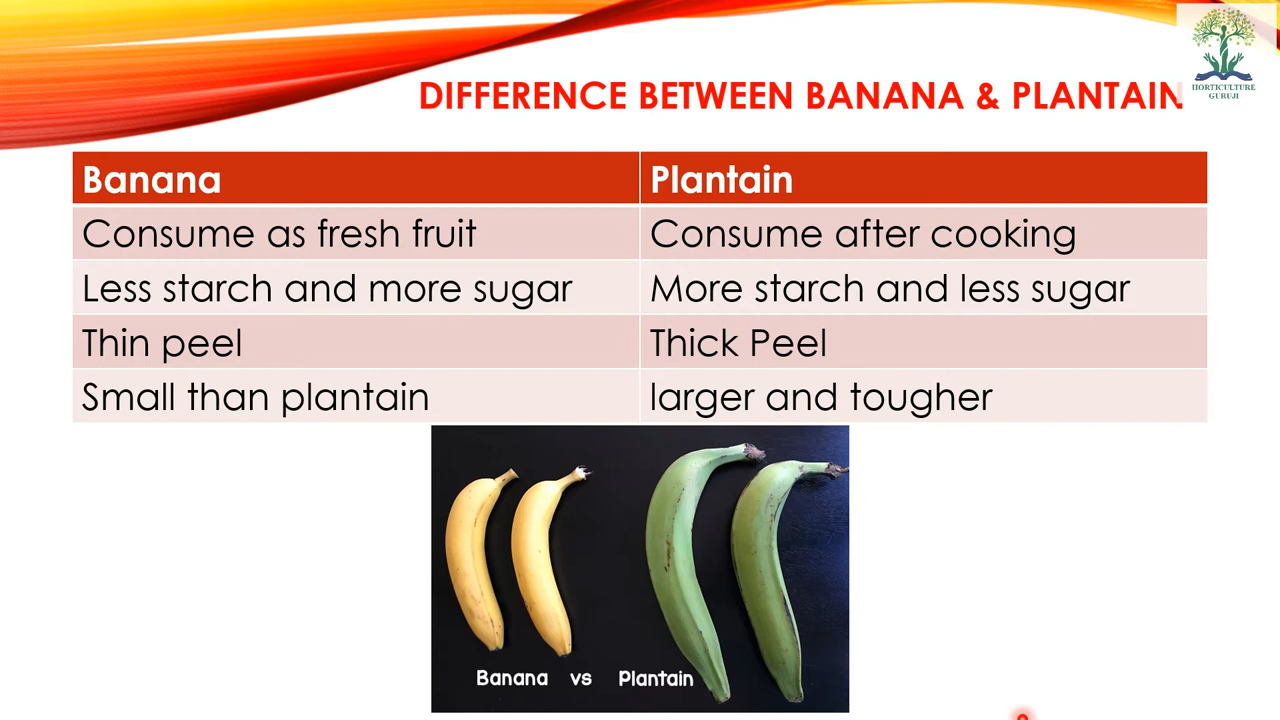 HORTICULTURE
GURUJI
DIFFERENCE BETWEEN BANANA & PLANTAIN
Banana
Plantain
Consume as fresh fruit
Consume after cooking
Less starch and more sugar
More starch and less sugar
Thin peel
Thick Peel
Small than plantain
larger and tougher
Banana vs Plantain